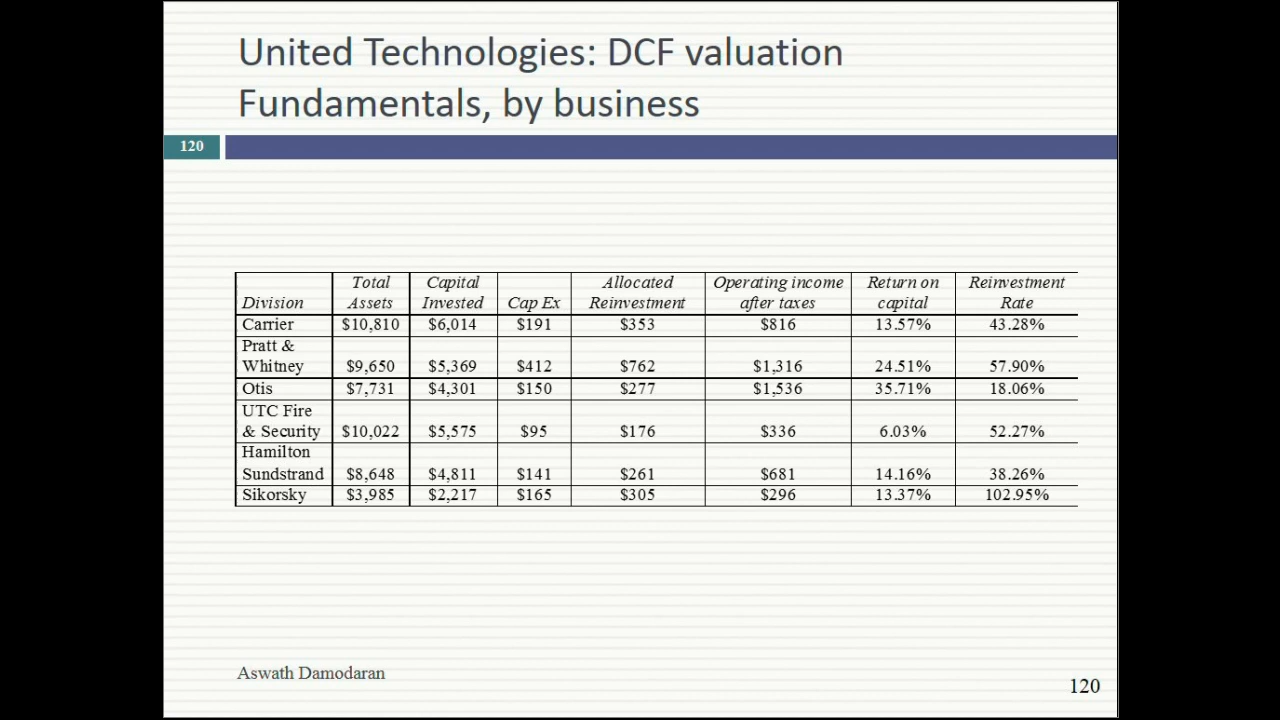 United Technologies: DCF valuation
Fundamentals, by business
120
Division Total Assets Capital Invested Cap Ex Allocated Reinvestment Operating income after taxes Return on capital Reinvestment Rate
Carrier $10,810 $6,014 $191 $353 $816 13.57% 43.28%
Pratt & Whitney $9,650 $5,369 $412 $762 $1,316 24.51% 57.90%
Otis $7,731 $4,301 $150 $277 $1,536 35.71% 18.06%
UTC Fire & Security $10,022 $5,575 $95 $176 $336 6.03% 52.27%
Hamilton Sundstrand $8,648 $4,811 $141 $261 $681 14.16% 38.26%
Sikorsky $3,985 $2,217 $165 $305 $296 13.37% 102.95%
Aswath Damodaran
120